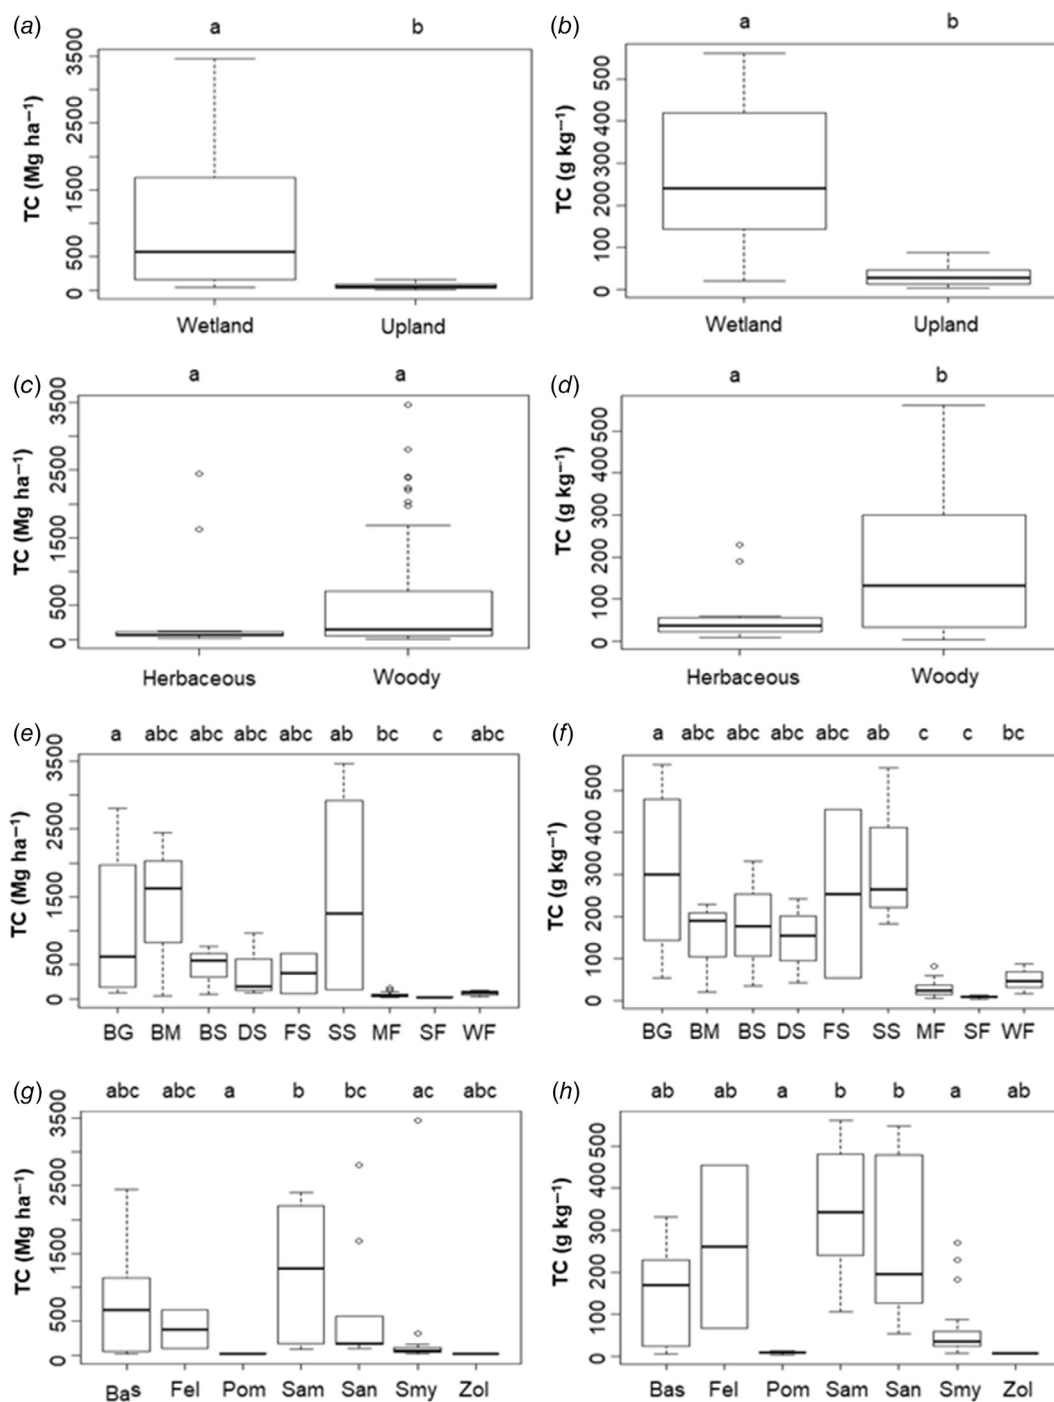 (a) a b
TC (Mg ha⁻¹)
3500
2500
1500
500
0
Wetland Upland
(b) a b
TC (g kg⁻¹)
500
400
300
200
100
0
Wetland Upland
(c) a a
TC (Mg ha⁻¹)
3500
2500
1500
500
0
Herbaceous Woody
(d) a b
TC (g kg⁻¹)
500
400
300
200
100
0
Herbaceous Woody
(e) a abc abc abc abc ab bc c abc
TC (Mg ha⁻¹)
3500
2500
1500
500
0
BG BM BS DS FS SS MF SF WF
(f) a abc abc abc abc ab c c bc
TC (g kg⁻¹)
500
400
300
200
100
0
BG BM BS DS FS SS MF SF WF
(g) abc abc a b bc ac abc
TC (Mg ha⁻¹)
3500
2500
1500
500
0
Bas Fel Pom Sam San Smy Zol
(h) ab ab a b b a ab
TC (g kg⁻¹)
500
400
300
200
100
0
Bas Fel Pom Sam San Smy Zol